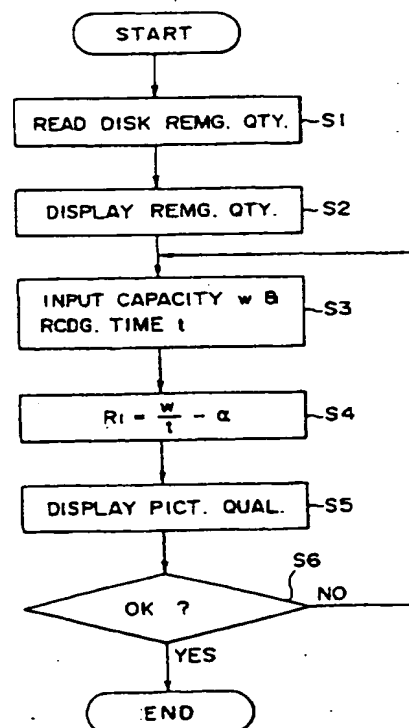 START
READ DISK REMG. QTY.
S1
DISPLAY REMG. QTY.
S2
INPUT CAPACITY w &
RCDG. TIME t
S3
R1 = w/t - α
S4
DISPLAY PICT. QUAL.
S5
S6
OK ?
NO
YES
END